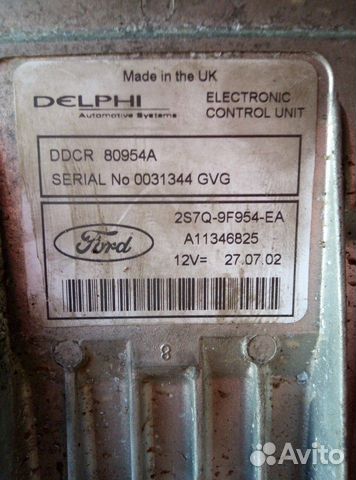 Made in the UK
DELPHI
Automotive Systems
ELECTRONIC
CONTROL UNIT
DDCR 80954A
SERIAL No 0031344 GVG
Ford
2S7Q-9F954-EA
A11346825
12V= 27.07.02
8
Avito